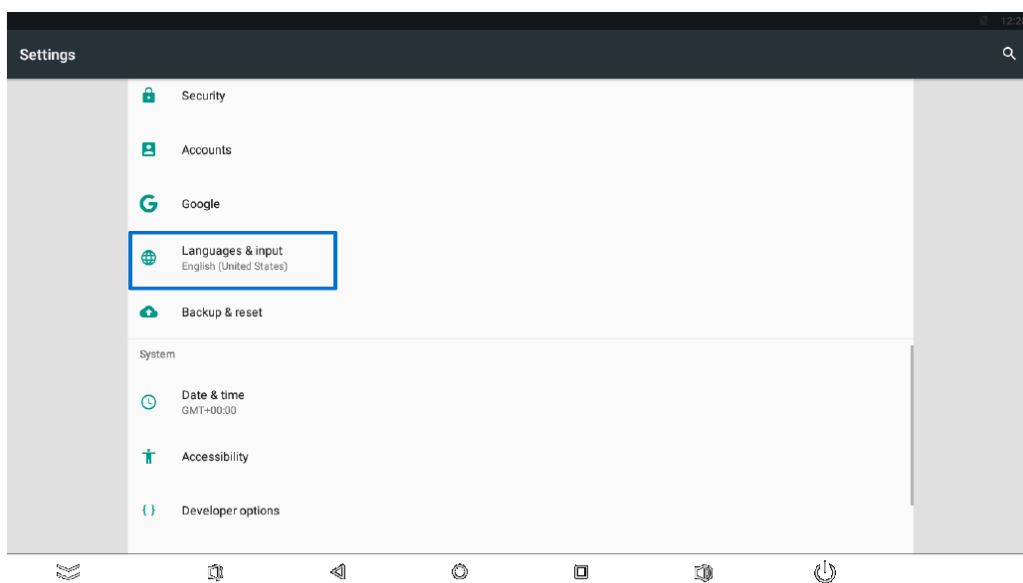 Settings
Security
Accounts
Google
Languages & input
English (United States)
Backup & reset
System
Date & time
GMT+00:00
Accessibility
Developer options